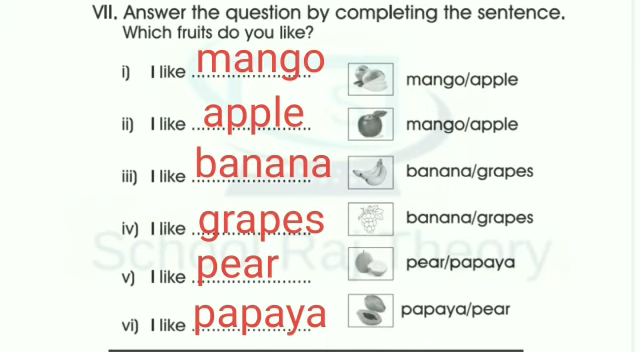 VII. Answer the question by completing the sentence.
Which fruits do you like?
i) I like mango mango/apple
ii) I like apple mango/apple
iii) I like banana banana/grapes
iv) I like grapes banana/grapes
v) I like pear pear/papaya
vi) I like papaya papaya/pear